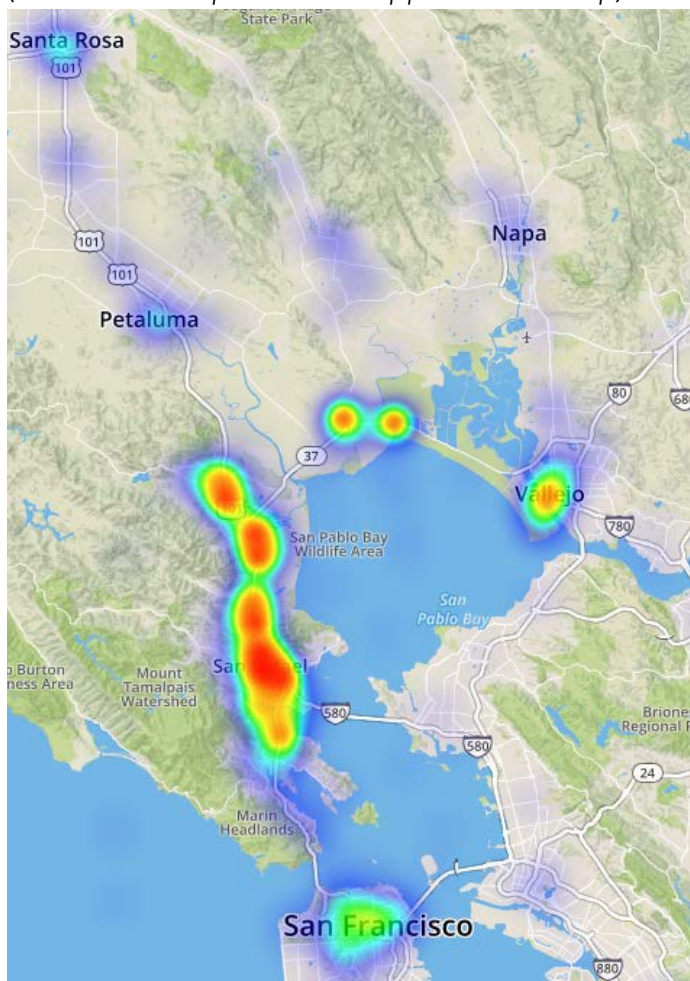 State Park
Santa Rosa
101
101
Napa
101
Petaluma
80
37
Vallejo
780
San Pablo Bay
Wildlife Area
San
Pablo Bay
Mount
Tamalpais
Watershed
580
580
24
Marin
Headlands
San Francisco
880